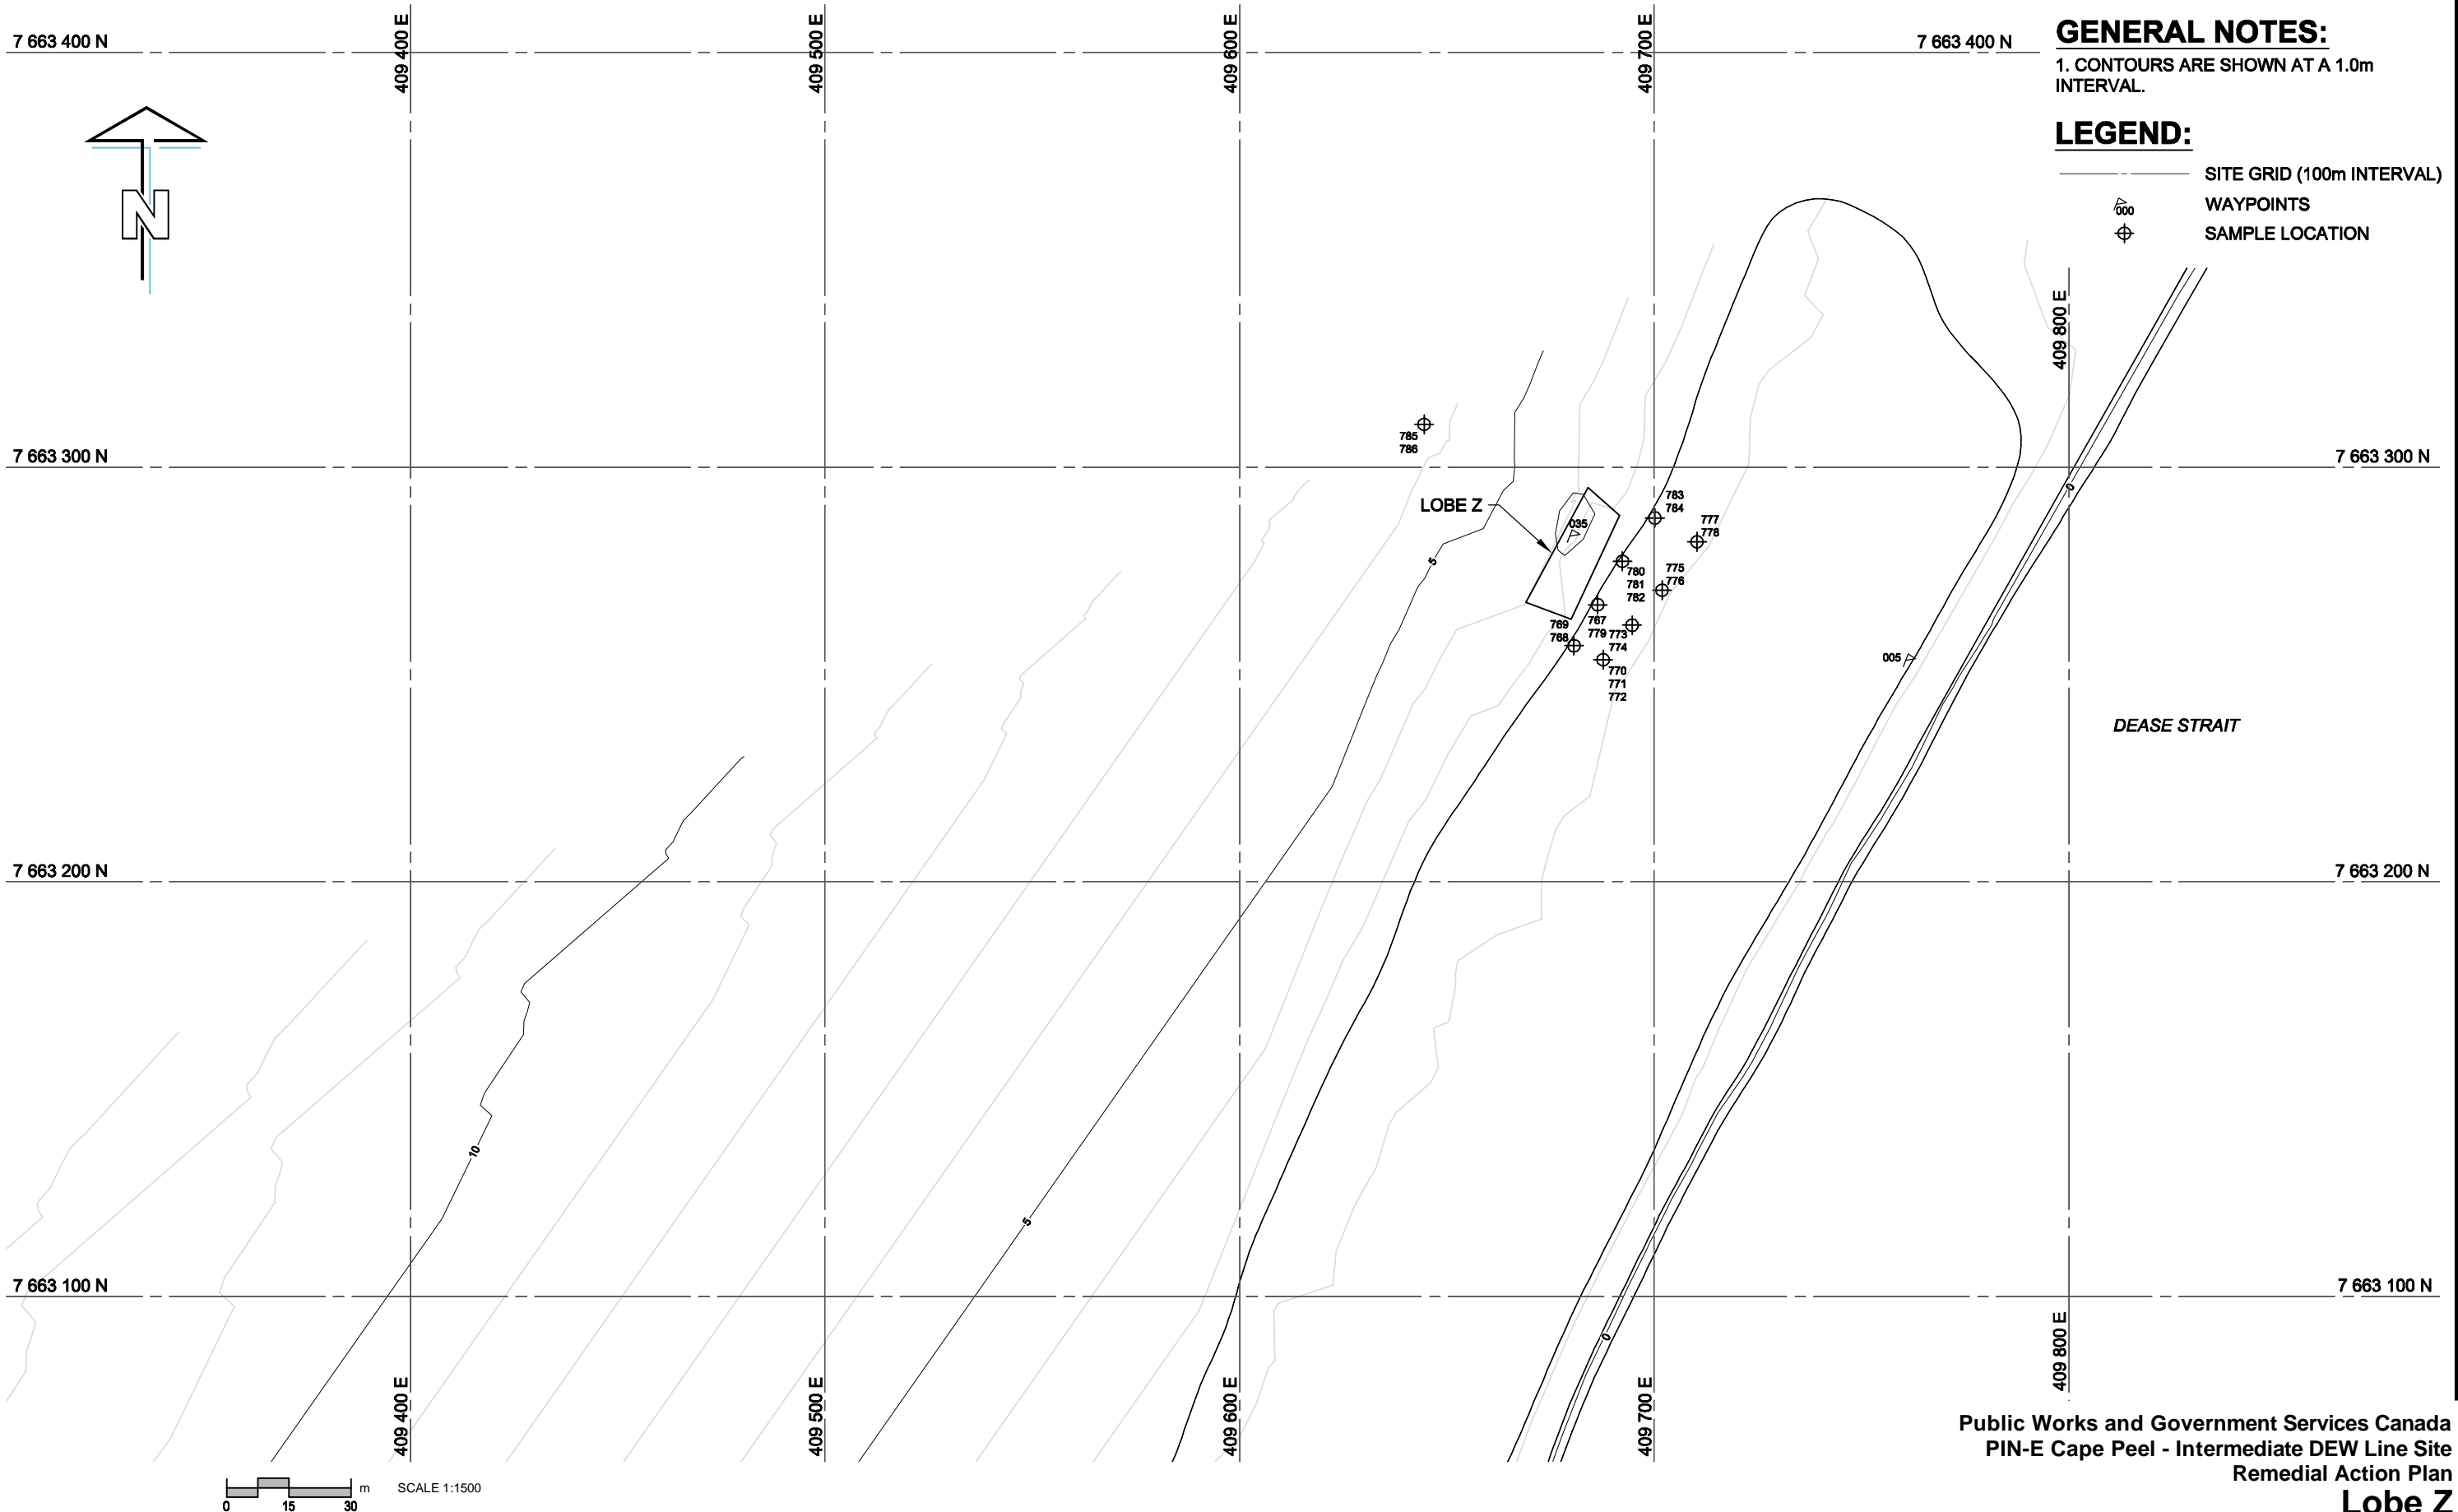 409 400 E
409 500 E
409 600 E
409 700 E
7 663 400 N
7 663 400 N
GENERAL NOTES:
1. CONTOURS ARE SHOWN AT A 1.0m
INTERVAL.
LEGEND:
SITE GRID (100m INTERVAL)
000
WAYPOINTS
SAMPLE LOCATION
N
409 800 E
785
786
7 663 300 N
7 663 300 N
0
LOBE Z
035
783
784
777
778
5
780
781
782
775
776
769
768
767
779
773
774
770
771
772
005
DEASE STRAIT
7 663 200 N
7 663 200 N
10
5
7 663 100 N
7 663 100 N
0
409 400 E
409 500 E
409 600 E
409 700 E
409 800 E
Public Works and Government Services Canada
PIN-E Cape Peel - Intermediate DEW Line Site
Remedial Action Plan
Lobe Z
m
SCALE 1:1500
0 15 30